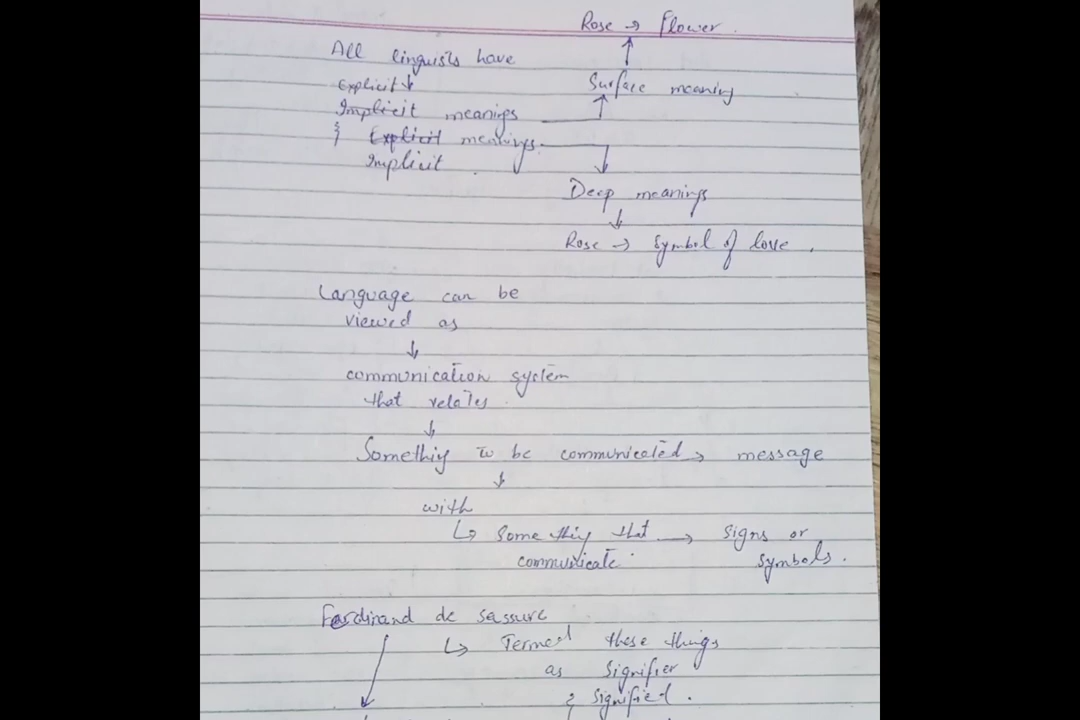 Rose → Flower.
All linguists have
Surface meaning
Explicit ↓
Implicit meanings
& Explicit meanings.
Implicit
Deep meanings
Rose → Symbol of love.
Language can be
viewed as
communication system
that relates
Something to be communicated → message
with
Something that → signs or
communicate. symbols.
Ferdinand de sassure
Termed these things
as signifier
& signified.